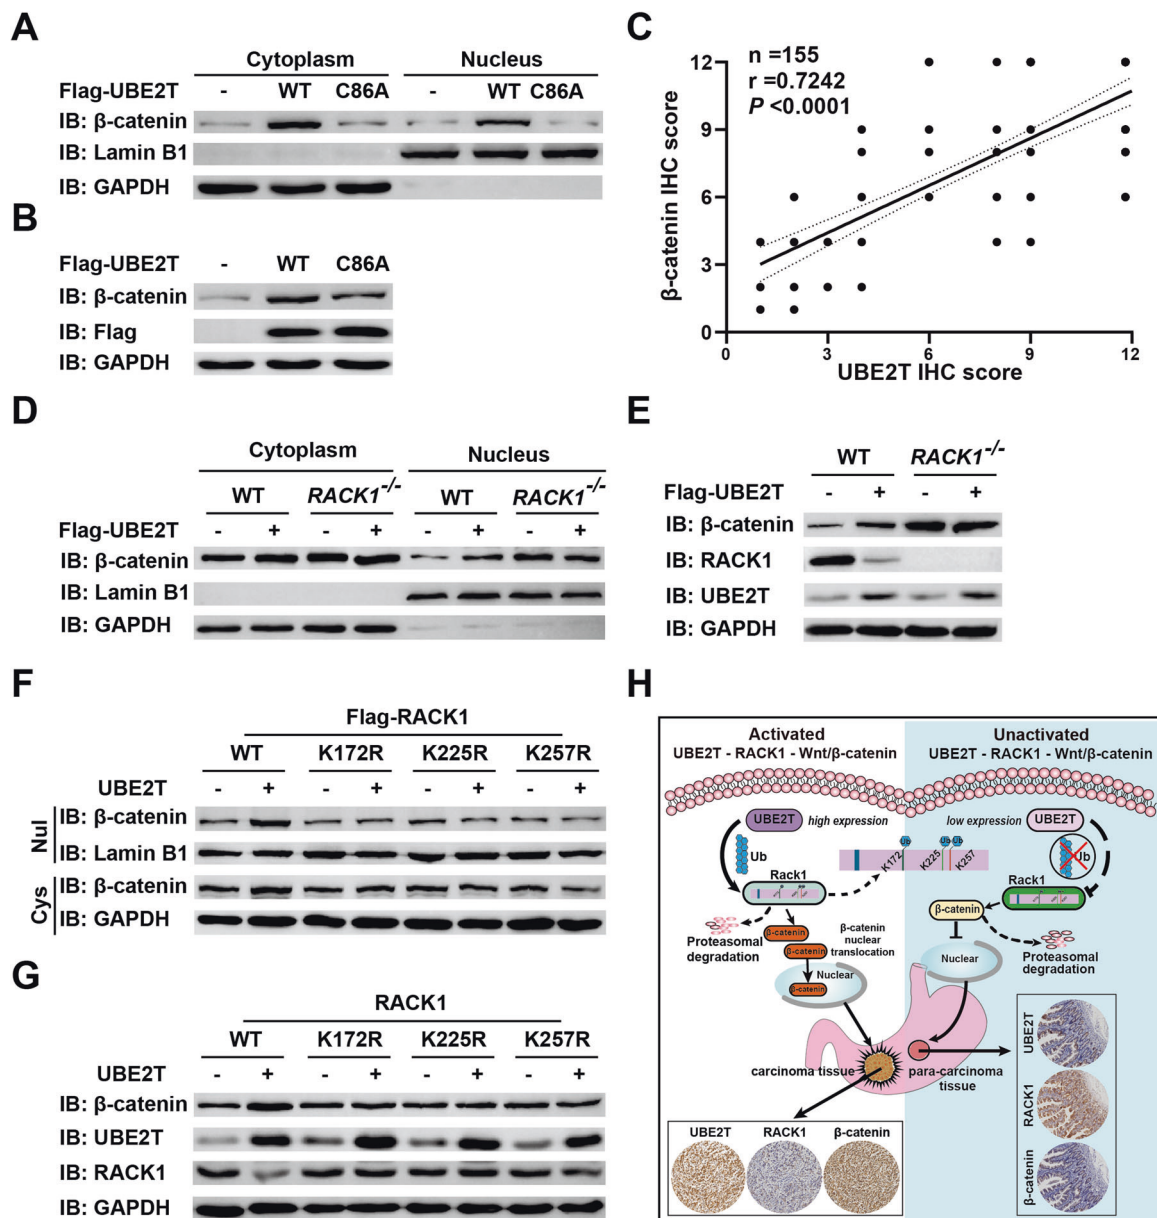 A
Cytoplasm Nucleus
Flag-UBE2T - WT C86A - WT C86A
IB: β-catenin
IB: Lamin B1
IB: GAPDH
B
Flag-UBE2T - WT C86A
IB: β-catenin
IB: Flag
IB: GAPDH
C
n =155
r =0.7242
P <0.0001
β-catenin IHC score
12
9
6
3
0
0 3 6 9 12
UBE2T IHC score
D
Cytoplasm Nucleus
WT RACK1-/- WT RACK1-/-
Flag-UBE2T - + - + - + - +
IB: β-catenin
IB: Lamin B1
IB: GAPDH
E
WT RACK1-/-
Flag-UBE2T - + - +
IB: β-catenin
IB: RACK1
IB: UBE2T
IB: GAPDH
F
Flag-RACK1
WT K172R K225R K257R
UBE2T - + - + - + - +
Nul
IB: β-catenin
IB: Lamin B1
Cys
IB: β-catenin
IB: GAPDH
G
RACK1
WT K172R K225R K257R
UBE2T - + - + - + - +
IB: β-catenin
IB: UBE2T
IB: RACK1
IB: GAPDH
H
Activated
UBE2T - RACK1 - Wnt/β-catenin
Unactivated
UBE2T - RACK1 - Wnt/β-catenin
UBE2T high expression
low expression UBE2T
Ub
Ub Ub Ub
K172 K225 K257
Ub
Rack1
Rack1
Proteasomal
degradation
β-catenin
β-catenin
β-catenin
nuclear
translocation
Nuclear
β-catenin
β-catenin
Nuclear
Proteasomal
degradation
carcinoma tissue
para-carcinoma
tissue
UBE2T RACK1 β-catenin
UBE2T
RACK1
β-catenin